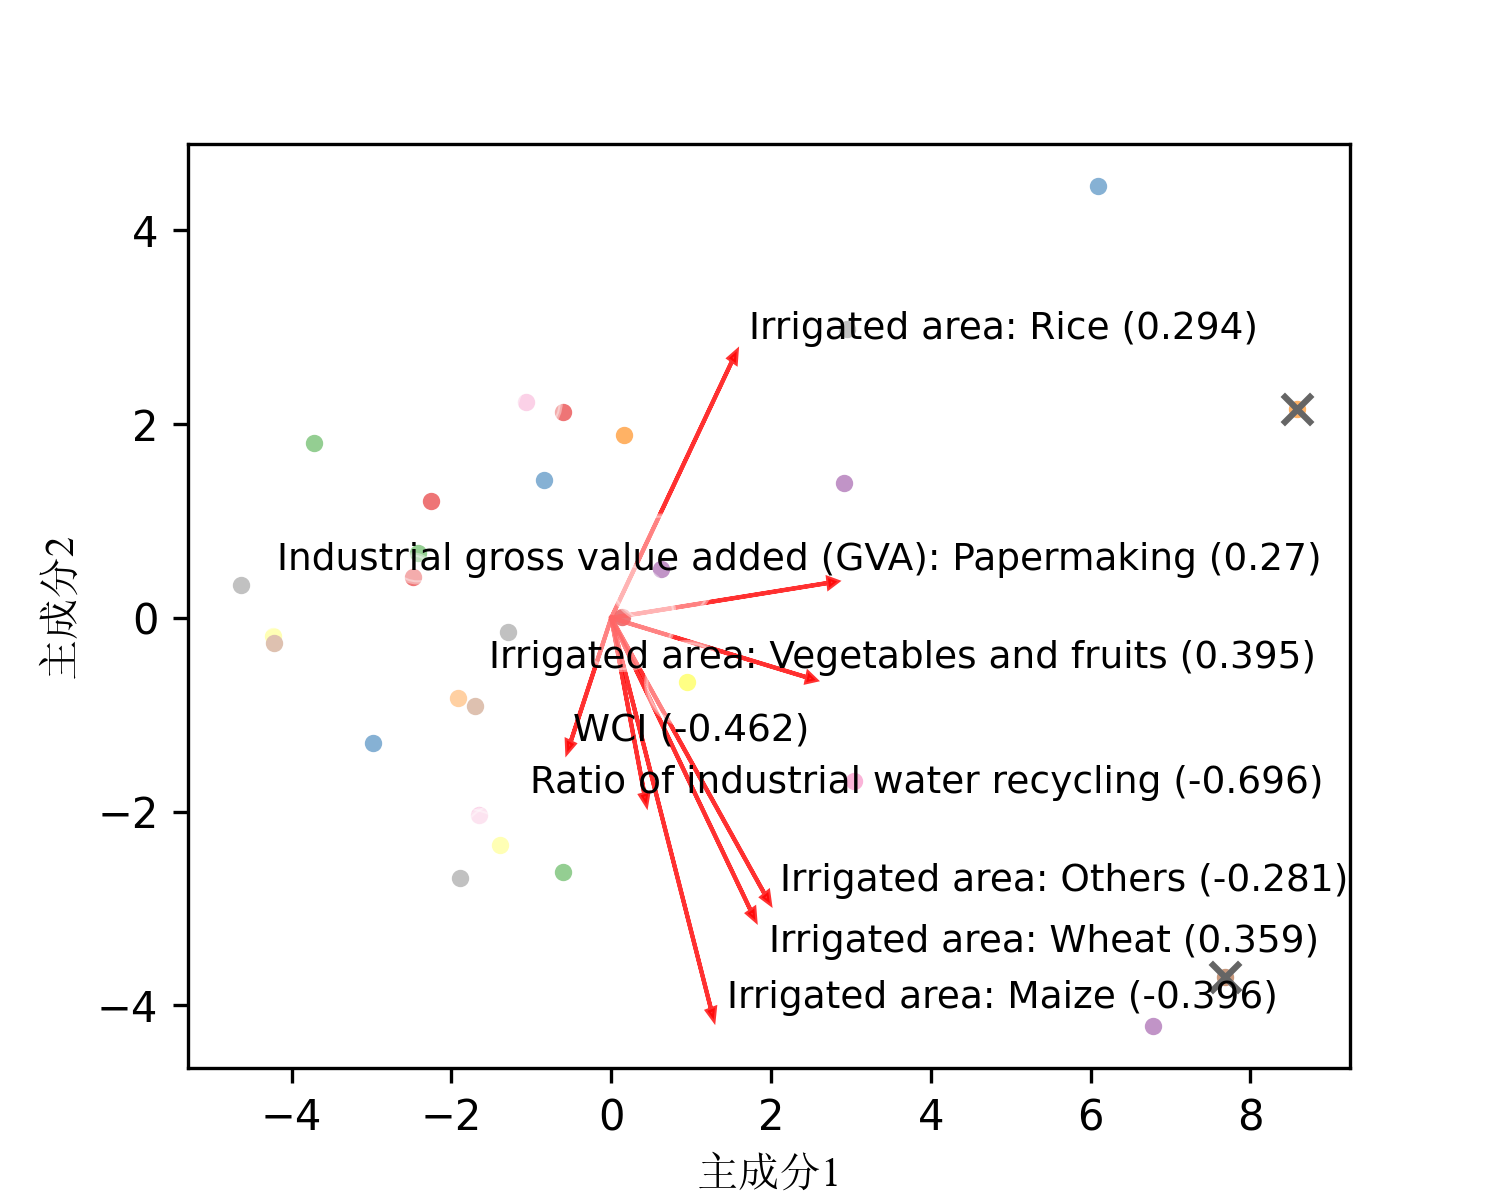 4
Irrigated area: Rice (0.294)
2
Industrial gross value added (GVA): Papermaking (0.27)
0
Irrigated area: Vegetables and fruits (0.395)
主成分2
WCI (-0.462)
Ratio of industrial water recycling (-0.696)
−2
Irrigated area: Others (-0.281)
Irrigated area: Wheat (0.359)
Irrigated area: Maize (-0.396)
−4
−4 −2 0 2 4 6 8
主成分1